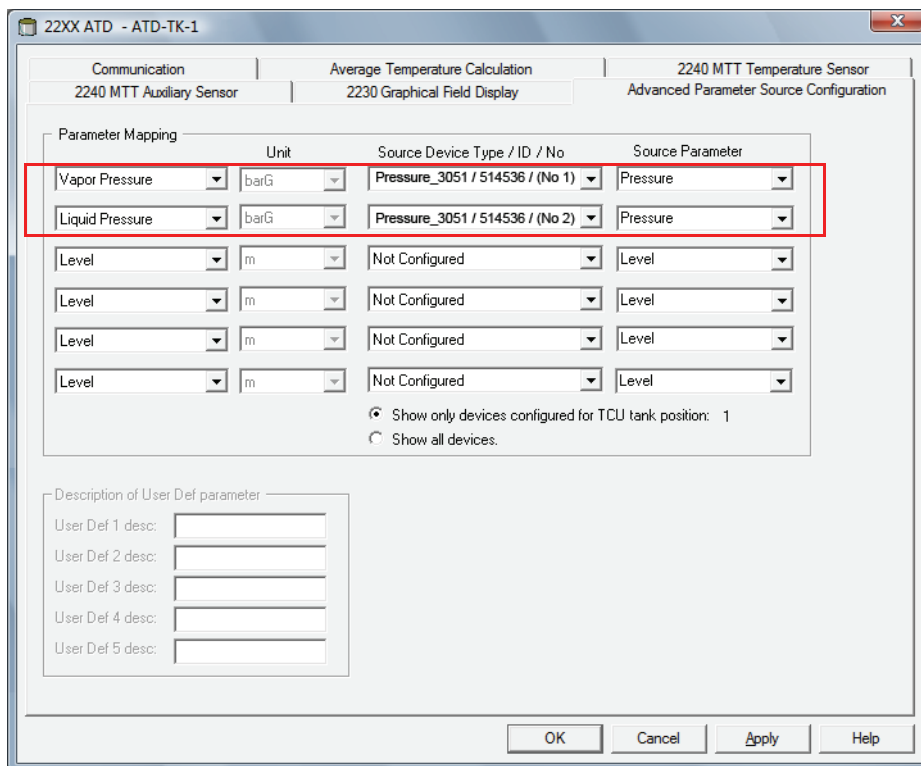 22XX ATD - ATD-TK-1
x
Communication Average Temperature Calculation 2240 MTT Temperature Sensor
2240 MTT Auxiliary Sensor 2230 Graphical Field Display Advanced Parameter Source Configuration
Parameter Mapping
Unit Source Device Type / ID / No Source Parameter
Vapor Pressure barG Pressure_3051 / 514536 / (No 1) Pressure
Liquid Pressure barG Pressure_3051 / 514536 / (No 2) Pressure
Level m Not Configured Level
Level m Not Configured Level
Level m Not Configured Level
Level m Not Configured Level
Show only devices configured for TCU tank position: 1
Show all devices.
Description of User Def parameter
User Def 1 desc:
User Def 2 desc:
User Def 3 desc:
User Def 4 desc:
User Def 5 desc:
OK Cancel Apply Help